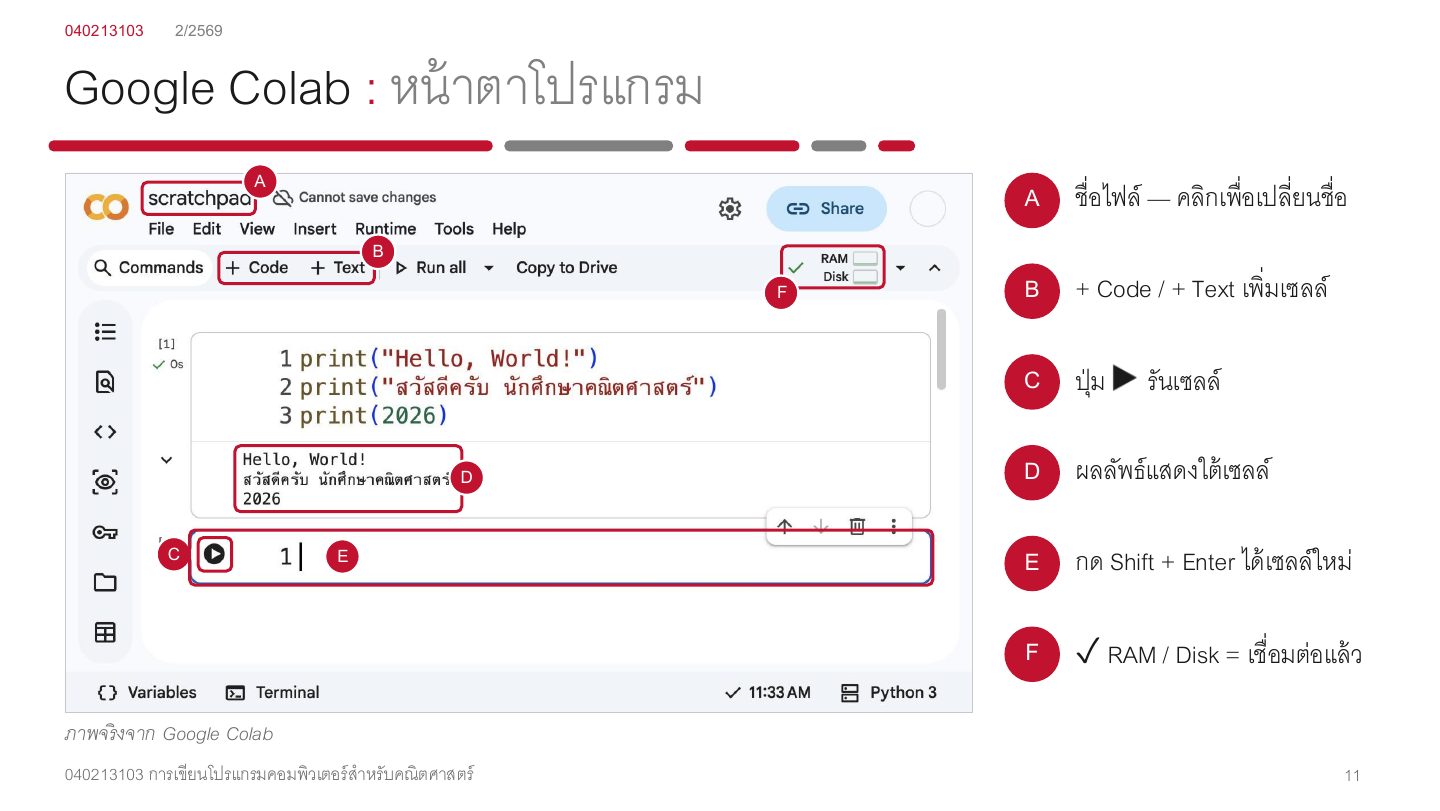 040213103 2/2569
Google Colab : หน้าตาโปรแกรม
A
scratchpad Cannot save changes
Share
File Edit View Insert Runtime Tools Help
B
Commands + Code + Text Run all Copy to Drive
RAM
Disk
F
[1]
0s
1 print("Hello, World!")
2 print("สวัสดีครับ นักศึกษาคณิตศาสตร์")
3 print(2026)
Hello, World!
สวัสดีครับ นักศึกษาคณิตศาสตร์
2026
D
C
1
E
Variables Terminal 11:33 AM Python 3
A ชื่อไฟล์ — คลิกเพื่อเปลี่ยนชื่อ
B + Code / + Text เพิ่มเซลล์
C ปุ่ม ▶ รันเซลล์
D ผลลัพธ์แสดงใต้เซลล์
E กด Shift + Enter ได้เซลล์ใหม่
F ✓ RAM / Disk = เชื่อมต่อแล้ว
ภาพจริงจาก Google Colab
040213103 การเขียนโปรแกรมคอมพิวเตอร์สำหรับคณิตศาสตร์ 11